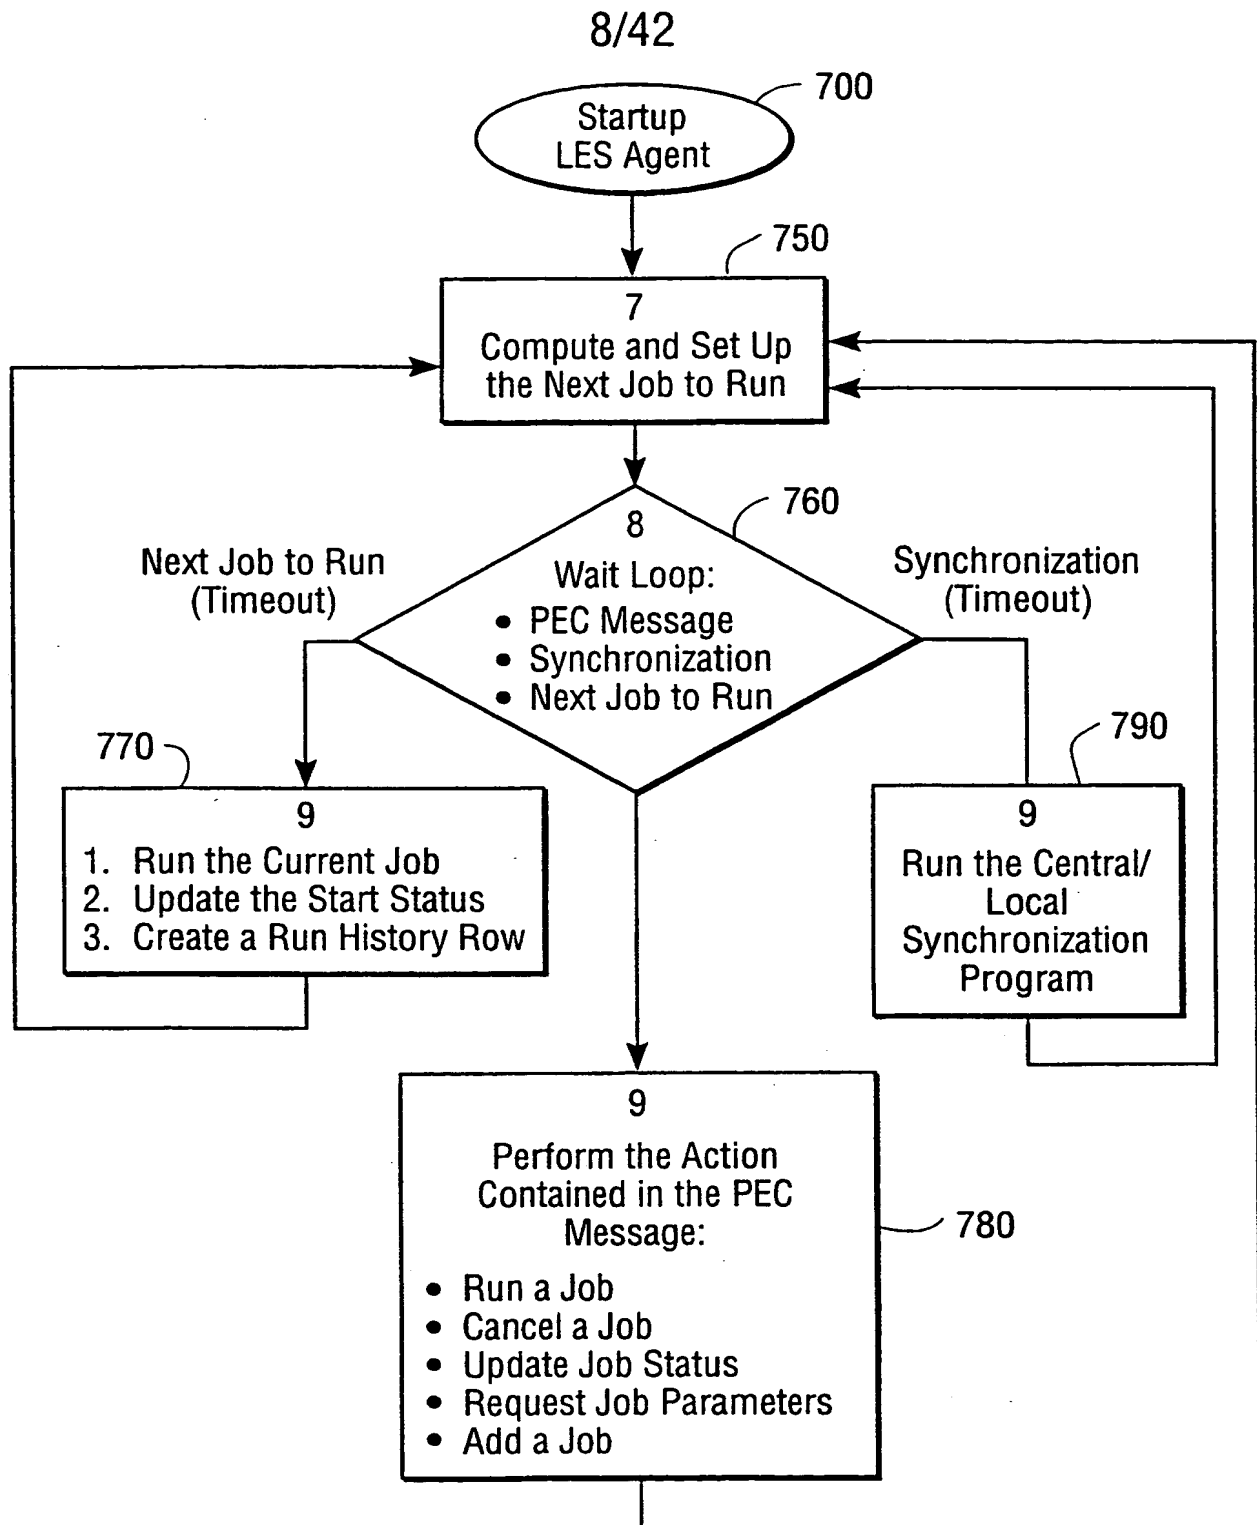 8/42
700
Startup
LES Agent
750
7
Compute and Set Up
the Next Job to Run
760
8
Wait Loop:
• PEC Message
• Synchronization
• Next Job to Run
Next Job to Run
(Timeout)
Synchronization
(Timeout)
770
9
1. Run the Current Job
2. Update the Start Status
3. Create a Run History Row
790
9
Run the Central/
Local
Synchronization
Program
9
Perform the Action
Contained in the PEC
Message:
780
• Run a Job
• Cancel a Job
• Update Job Status
• Request Job Parameters
• Add a Job